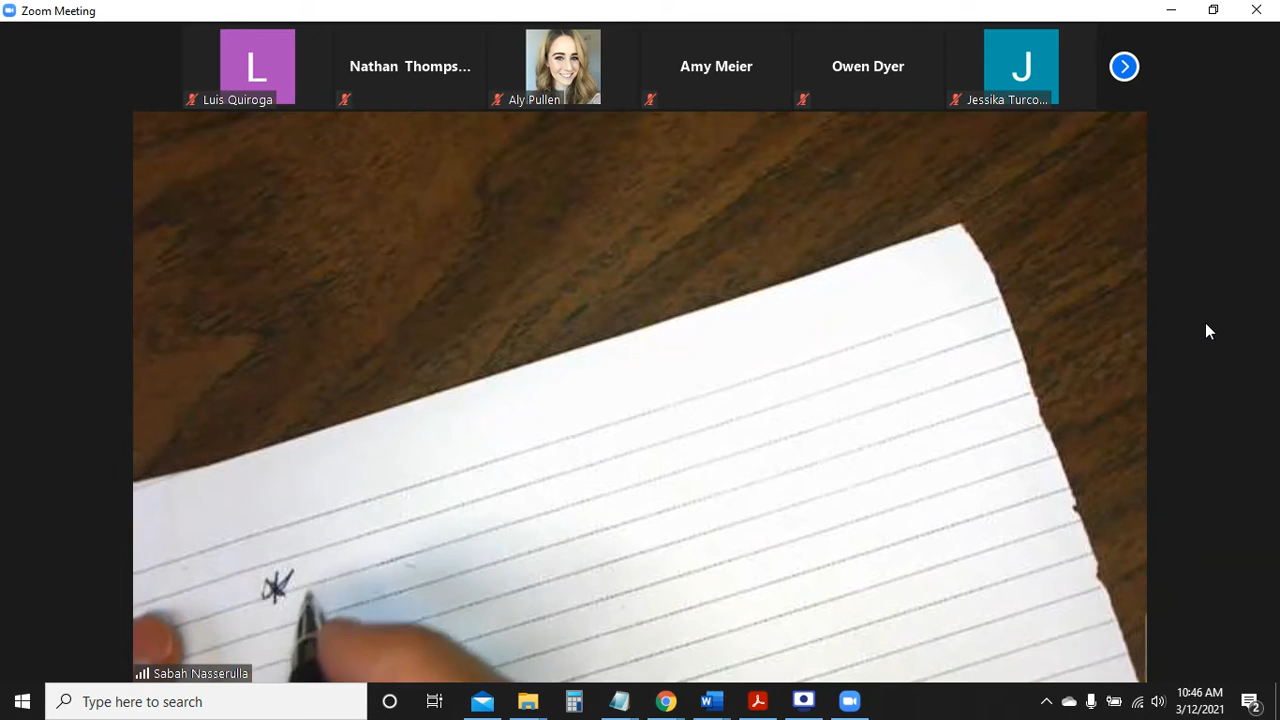 Zoom Meeting
L
Luis Quiroga
Nathan Thomps...
Aly Pullen
Amy Meier
Owen Dyer
J
Jessika Turco...
*
Sabah Nasserulla
Type here to search
10:46 AM
3/12/2021
2